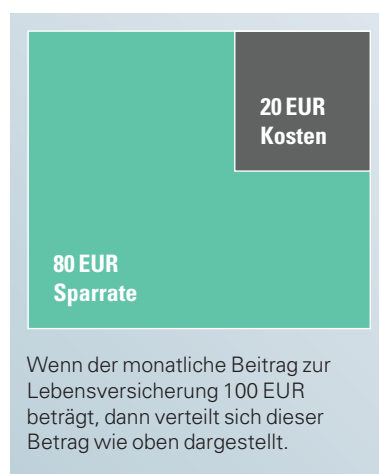 20 EUR
Kosten
80 EUR
Sparrate
Wenn der monatliche Beitrag zur
Lebensversicherung 100 EUR
beträgt, dann verteilt sich dieser
Betrag wie oben dargestellt.